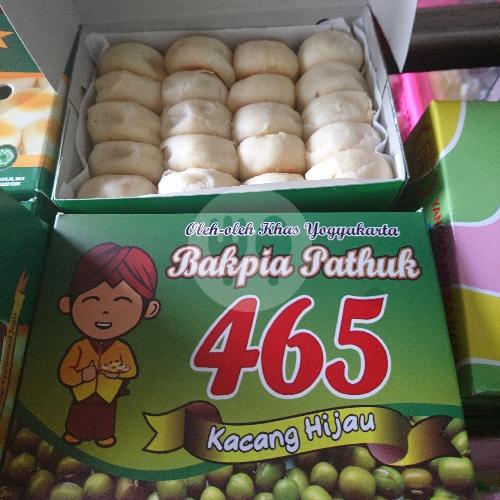 Oleh-oleh Khas Yogyakarta
Bakpia Pathuk
465
Kacang Hijau